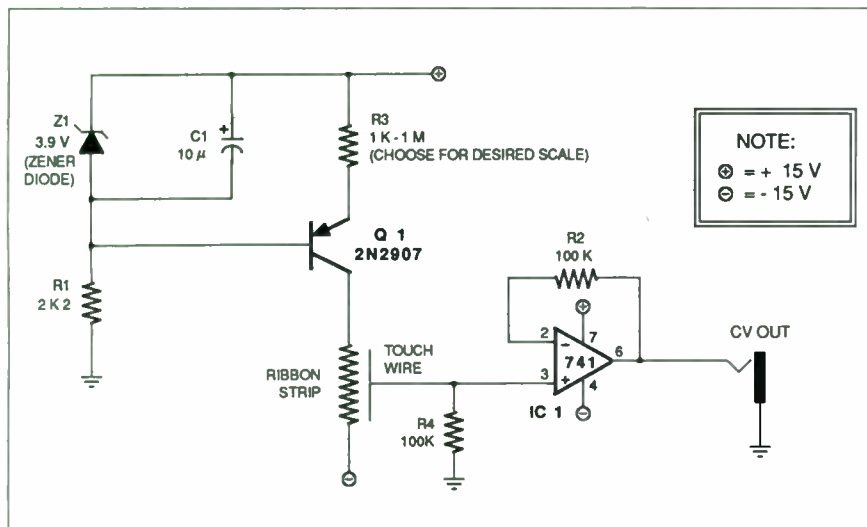 Z1
3.9 V
(ZENER
DIODE)
C1
+
10 μ
R3
1 K - 1 M
(CHOOSE FOR DESIRED SCALE)
⊕
NOTE:
⊕ = + 15 V
⊖ = - 15 V
Q 1
2N2907
R1
2 K 2
R2
100 K
⊕
2
-
7
741
6
3
+
4
IC 1
⊖
CV OUT
RIBBON
STRIP
TOUCH
WIRE
R4
100K
⊖